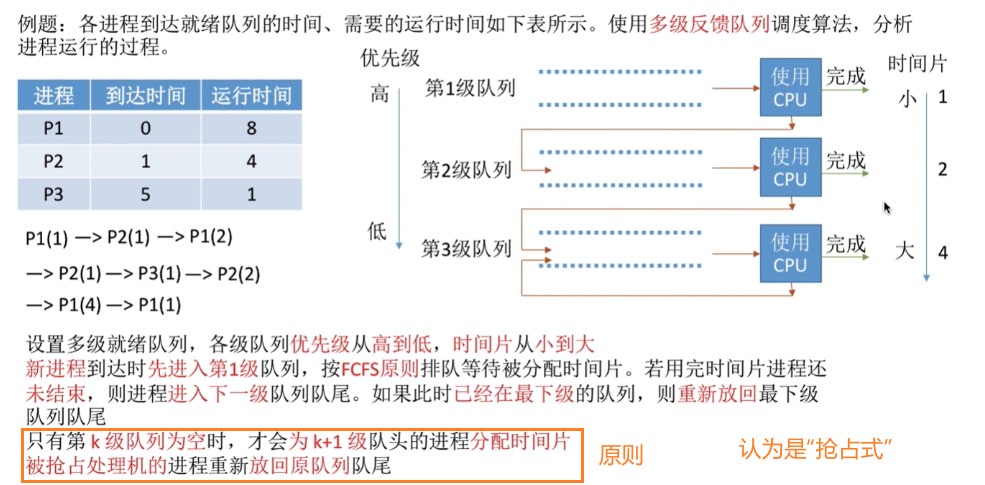 例题：各进程到达就绪队列的时间、需要的运行时间如下表所示。使用多级反馈队列调度算法，分析
进程运行的过程。
进程 到达时间 运行时间
P1 0 8
P2 1 4
P3 5 1
P1(1) —> P2(1) —> P1(2)
—> P2(1) —> P3(1) —> P2(2)
—> P1(4) —> P1(1)
优先级
高
低
第1级队列
第2级队列
第3级队列
使用
CPU
完成
使用
CPU
完成
使用
CPU
完成
时间片
小 1
2
大 4
设置多级就绪队列，各级队列优先级从高到低，时间片从小到大
新进程到达时先进入第1级队列，按FCFS原则排队等待被分配时间片。若用完时间片进程还
未结束，则进程进入下一级队列队尾。如果此时已经在最下级的队列，则重新放回最下级
队列队尾
只有第 k 级队列为空时，才会为 k+1 级队头的进程分配时间片
被抢占处理机的进程重新放回原队列队尾
原则
认为是“抢占式”